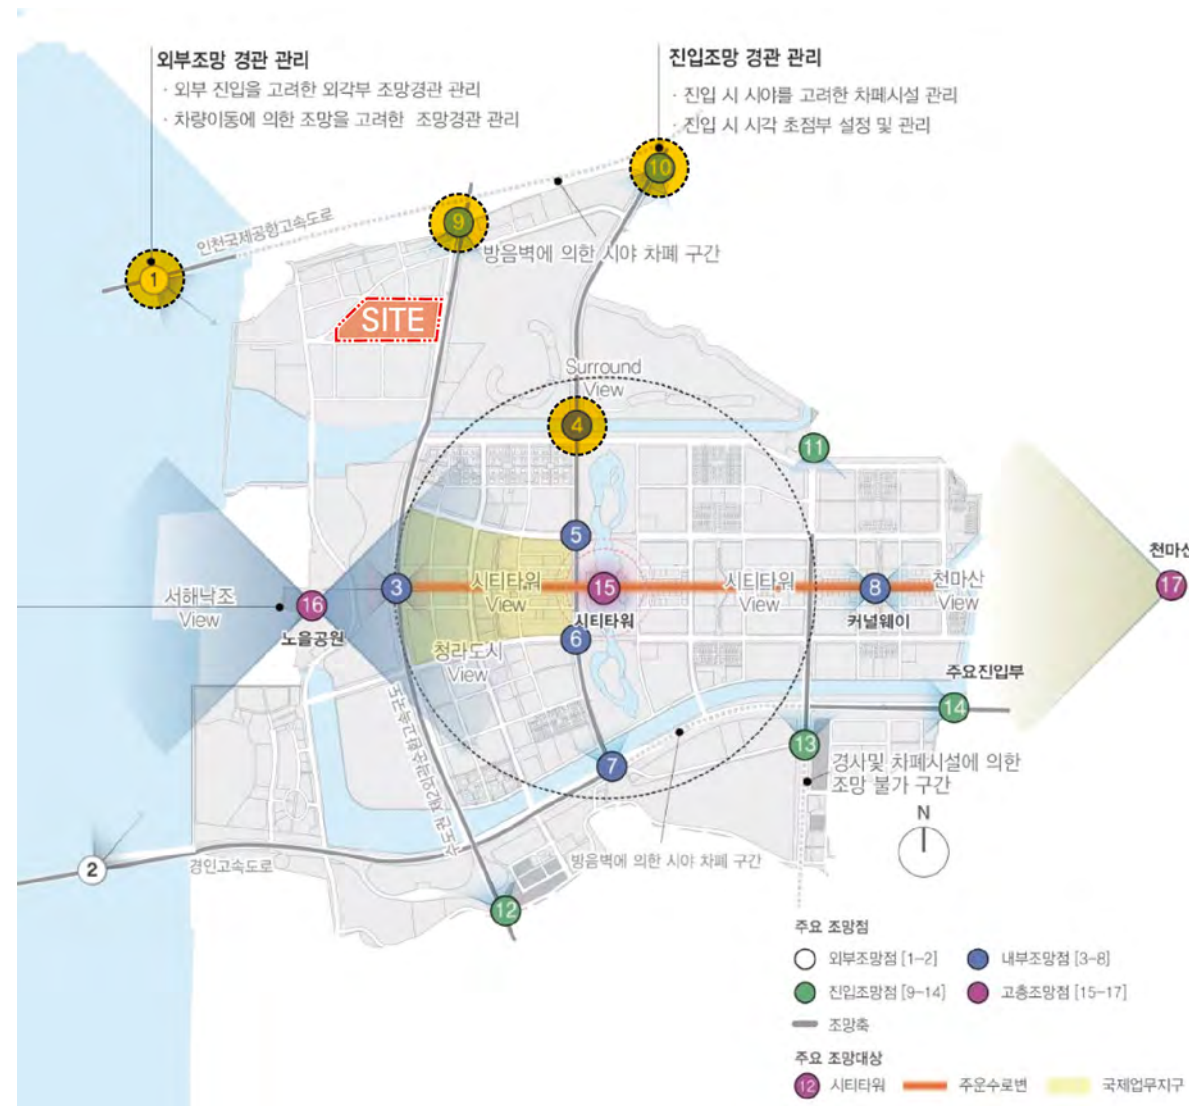 외부조망 경관 관리
· 외부 진입을 고려한 외각부 조망경관 관리
· 차량이동에 의한 조망을 고려한 조망경관 관리
진입조망 경관 관리
· 진입 시 시야를 고려한 차폐시설 관리
· 진입 시 시각 초점부 설정 및 관리
10
9
인천국제공항고속도로
방음벽에 의한 시야 차폐 구간
1
SITE
Surround
View
4
11
5
천마산
서해낙조
View
16
노을공원
3
시티타워
View
15
시티타워
시티타워
View
8
커널웨이
천마산
View
17
6
청라도시
View
주요진입부
14
수도권 제2외곽순환고속국도
13
7
경사및 차폐시설에 의한
조망 불가 구간
N
2
경인고속도로
방음벽에 의한 시야 차폐 구간
12
주요 조망점
외부조망점 [1-2]
내부조망점 [3-8]
진입조망점 [9-14]
고층조망점 [15-17]
조망축
주요 조망대상
12 시티타워
주운수로변
국제업무지구